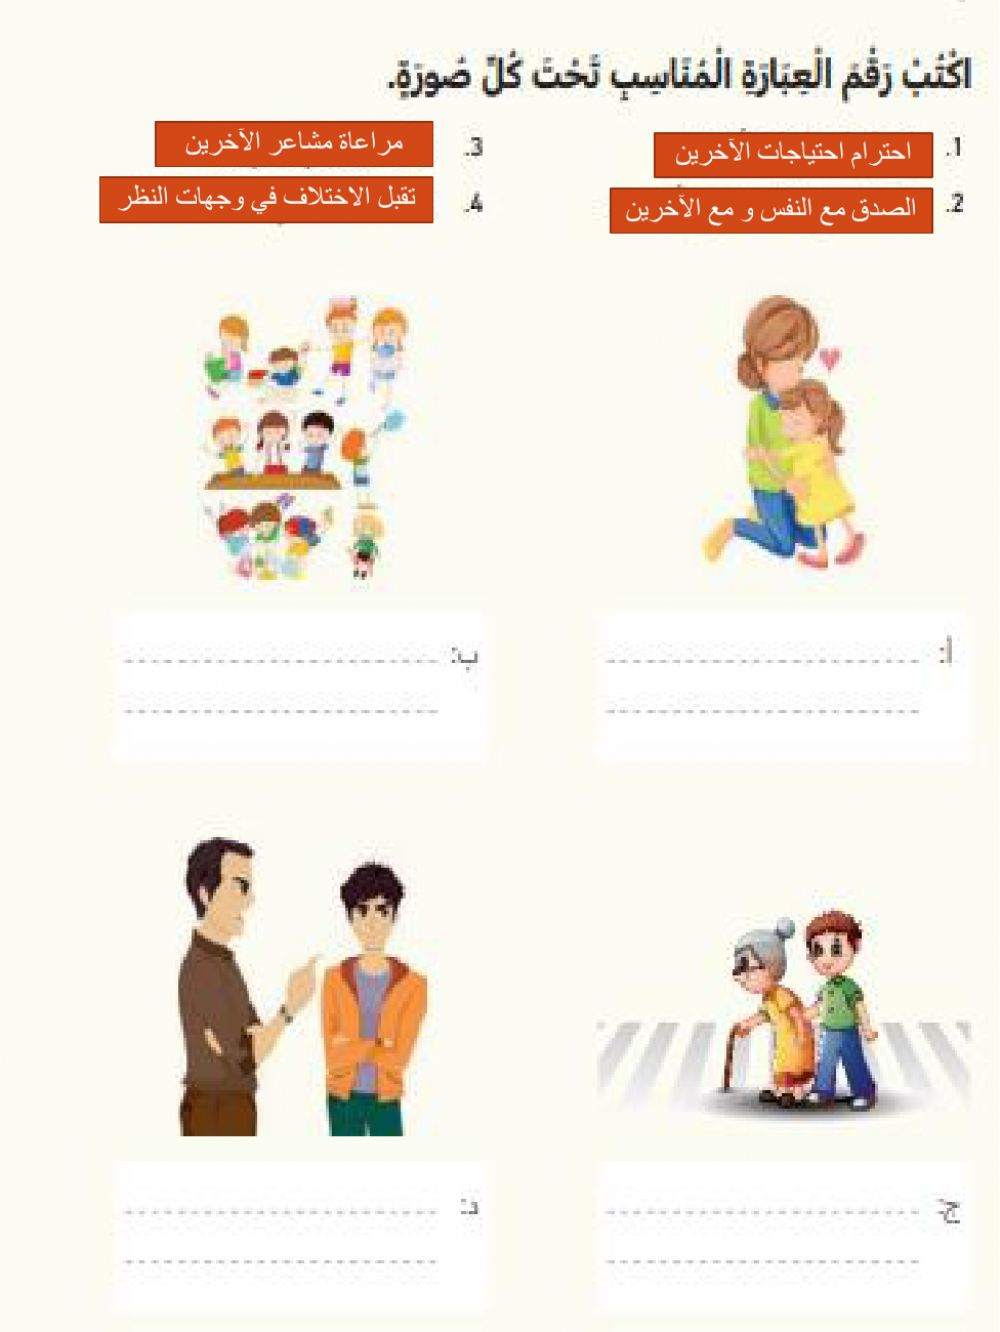 اكْتُبْ رَقْمَ الْعِبَارَةِ الْمُنَاسِبِ تَحْتَ كُلِّ صُورَةٍ.
1. احترام احتياجات الآخرين
2. الصدق مع النفس و مع الآخرين
3. مراعاة مشاعر الآخرين
4. تقبل الاختلاف في وجهات النظر
أ:
ب:
ج:
د: